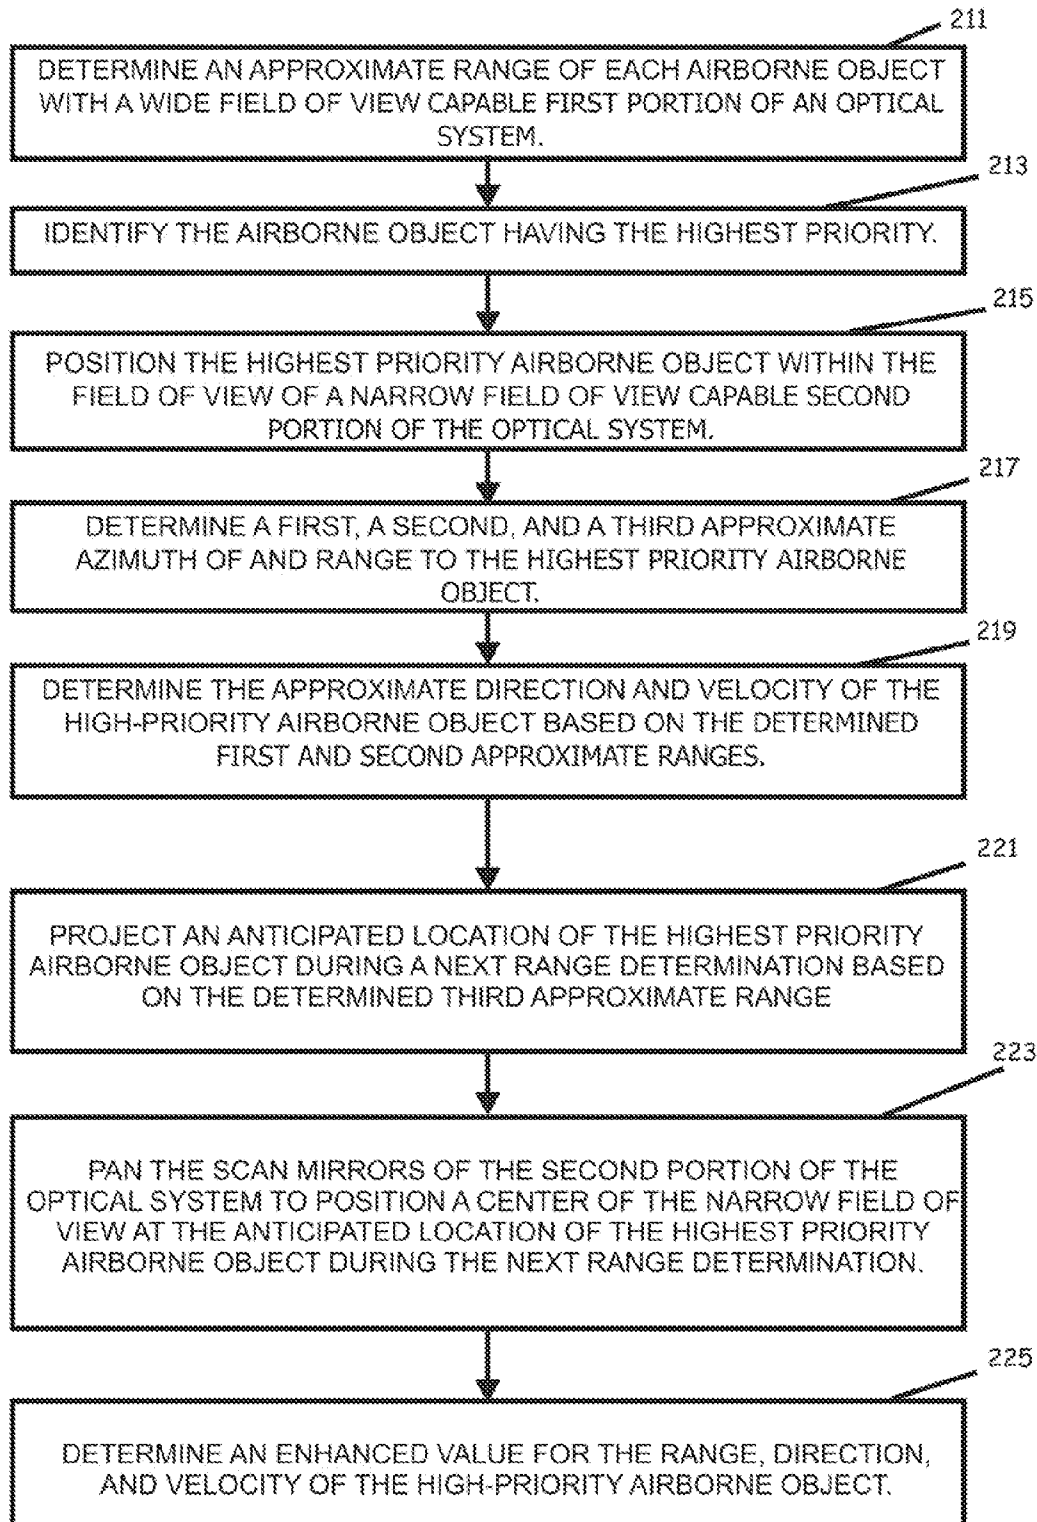 211
DETERMINE AN APPROXIMATE RANGE OF EACH AIRBORNE OBJECT
WITH A WIDE FIELD OF VIEW CAPABLE FIRST PORTION OF AN OPTICAL
SYSTEM.
213
IDENTIFY THE AIRBORNE OBJECT HAVING THE HIGHEST PRIORITY.
215
POSITION THE HIGHEST PRIORITY AIRBORNE OBJECT WITHIN THE
FIELD OF VIEW OF A NARROW FIELD OF VIEW CAPABLE SECOND
PORTION OF THE OPTICAL SYSTEM.
217
DETERMINE A FIRST, A SECOND, AND A THIRD APPROXIMATE
AZIMUTH OF AND RANGE TO THE HIGHEST PRIORITY AIRBORNE
OBJECT.
219
DETERMINE THE APPROXIMATE DIRECTION AND VELOCITY OF THE
HIGH-PRIORITY AIRBORNE OBJECT BASED ON THE DETERMINED
FIRST AND SECOND APPROXIMATE RANGES.
221
PROJECT AN ANTICIPATED LOCATION OF THE HIGHEST PRIORITY
AIRBORNE OBJECT DURING A NEXT RANGE DETERMINATION BASED
ON THE DETERMINED THIRD APPROXIMATE RANGE
223
PAN THE SCAN MIRRORS OF THE SECOND PORTION OF THE
OPTICAL SYSTEM TO POSITION A CENTER OF THE NARROW FIELD OF
VIEW AT THE ANTICIPATED LOCATION OF THE HIGHEST PRIORITY
AIRBORNE OBJECT DURING THE NEXT RANGE DETERMINATION.
225
DETERMINE AN ENHANCED VALUE FOR THE RANGE, DIRECTION,
AND VELOCITY OF THE HIGH-PRIORITY AIRBORNE OBJECT.